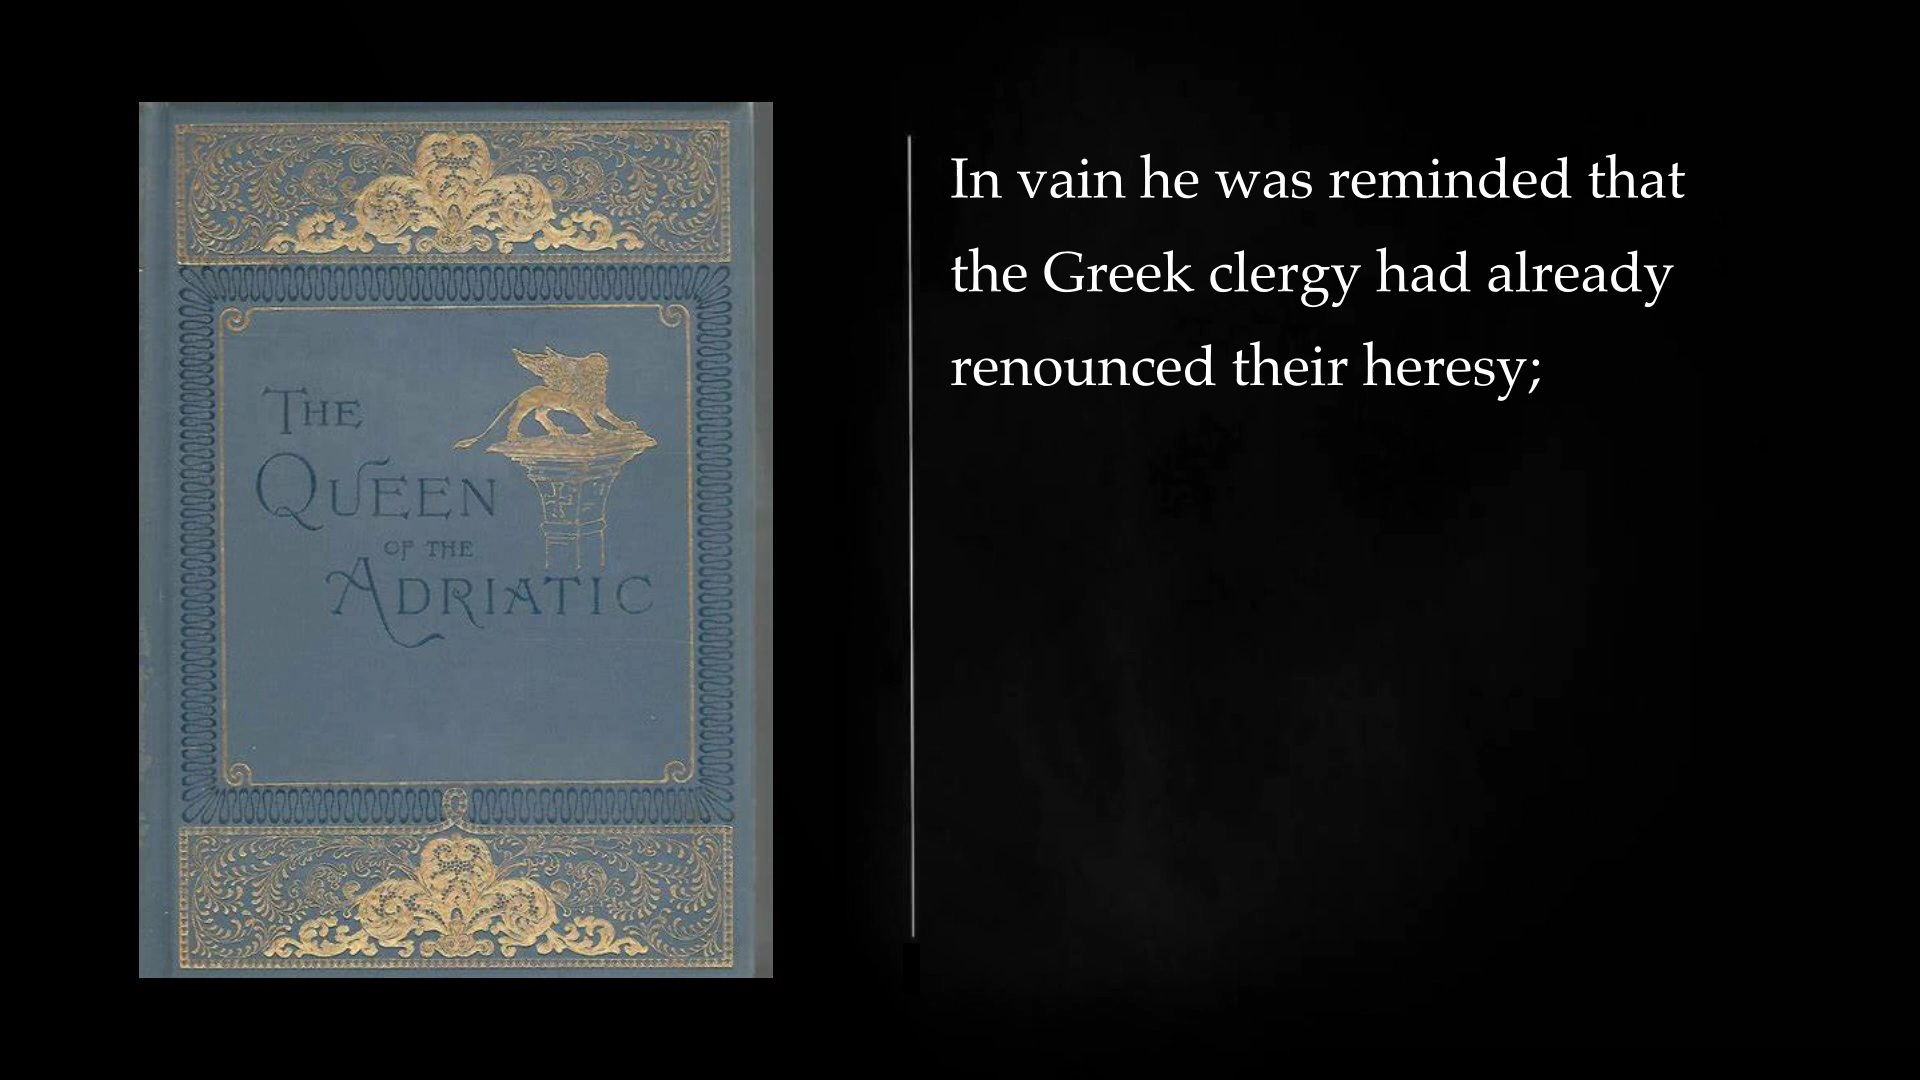 THE
QUEEN
OF THE
ADRIATIC
In vain he was reminded that
the Greek clergy had already
renounced their heresy;